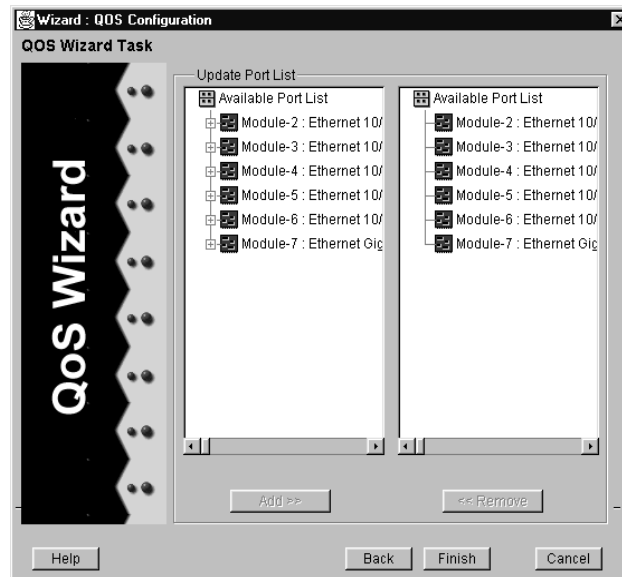 Wizard : QOS Configuration
QOS Wizard Task
QoS Wizard
Update Port List
Available Port List
Module-2 : Ethernet 10/
Module-3 : Ethernet 10/
Module-4 : Ethernet 10/
Module-5 : Ethernet 10/
Module-6 : Ethernet 10/
Module-7 : Ethernet Gig
Available Port List
Module-2 : Ethernet 10/
Module-3 : Ethernet 10/
Module-4 : Ethernet 10/
Module-5 : Ethernet 10/
Module-6 : Ethernet 10/
Module-7 : Ethernet Gig
Add >>
<< Remove
Help
Back
Finish
Cancel